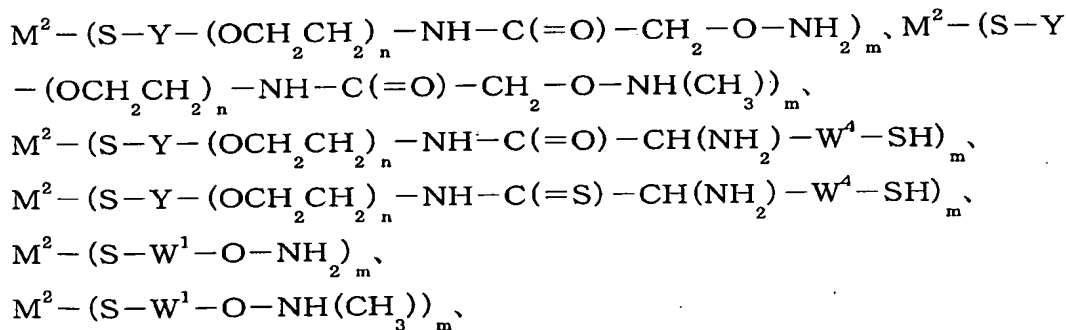 M²−(S−Y−(OCH₂CH₂)ₙ−NH−C(=O)−CH₂−O−NH₂)ₘ、M²−(S−Y
−(OCH₂CH₂)ₙ−NH−C(=O)−CH₂−O−NH(CH₃))ₘ、
M²−(S−Y−(OCH₂CH₂)ₙ−NH−C(=O)−CH(NH₂)−W⁴−SH)ₘ、
M²−(S−Y−(OCH₂CH₂)ₙ−NH−C(=S)−CH(NH₂)−W⁴−SH)ₘ、
M²−(S−W¹−O−NH₂)ₘ、
M²−(S−W¹−O−NH(CH₃))ₘ、